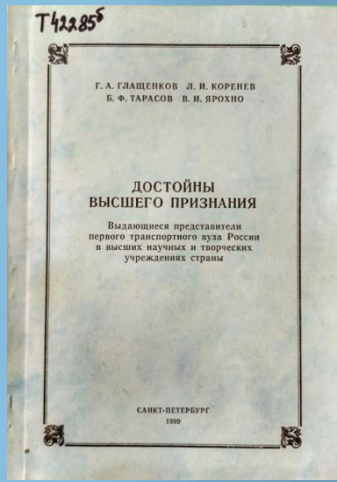 Т42285б
Г. А. ГЛАЩЕНКОВ Л. И. КОРЕНЕВ
Б. Ф. ТАРАСОВ В. И. ЯРОХНО
ДОСТОЙНЫ
ВЫСШЕГО ПРИЗНАНИЯ
Выдающиеся представители
первого транспортного вуза России
в высших научных и творческих
учреждениях страны
САНКТ-ПЕТЕРБУРГ
1999